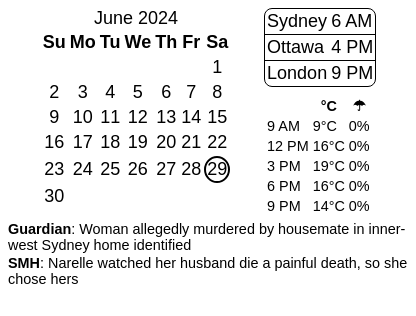 June 2024
Su Mo Tu We Th Fr Sa
1
2 3 4 5 6 7 8
9 10 11 12 13 14 15
16 17 18 19 20 21 22
23 24 25 26 27 28 29
30
Sydney 6 AM
Ottawa 4 PM
London 9 PM
°C ☂
9 AM 9°C 0%
12 PM 16°C 0%
3 PM 19°C 0%
6 PM 16°C 0%
9 PM 14°C 0%
Guardian: Woman allegedly murdered by housemate in inner-
west Sydney home identified
SMH: Narelle watched her husband die a painful death, so she
chose hers